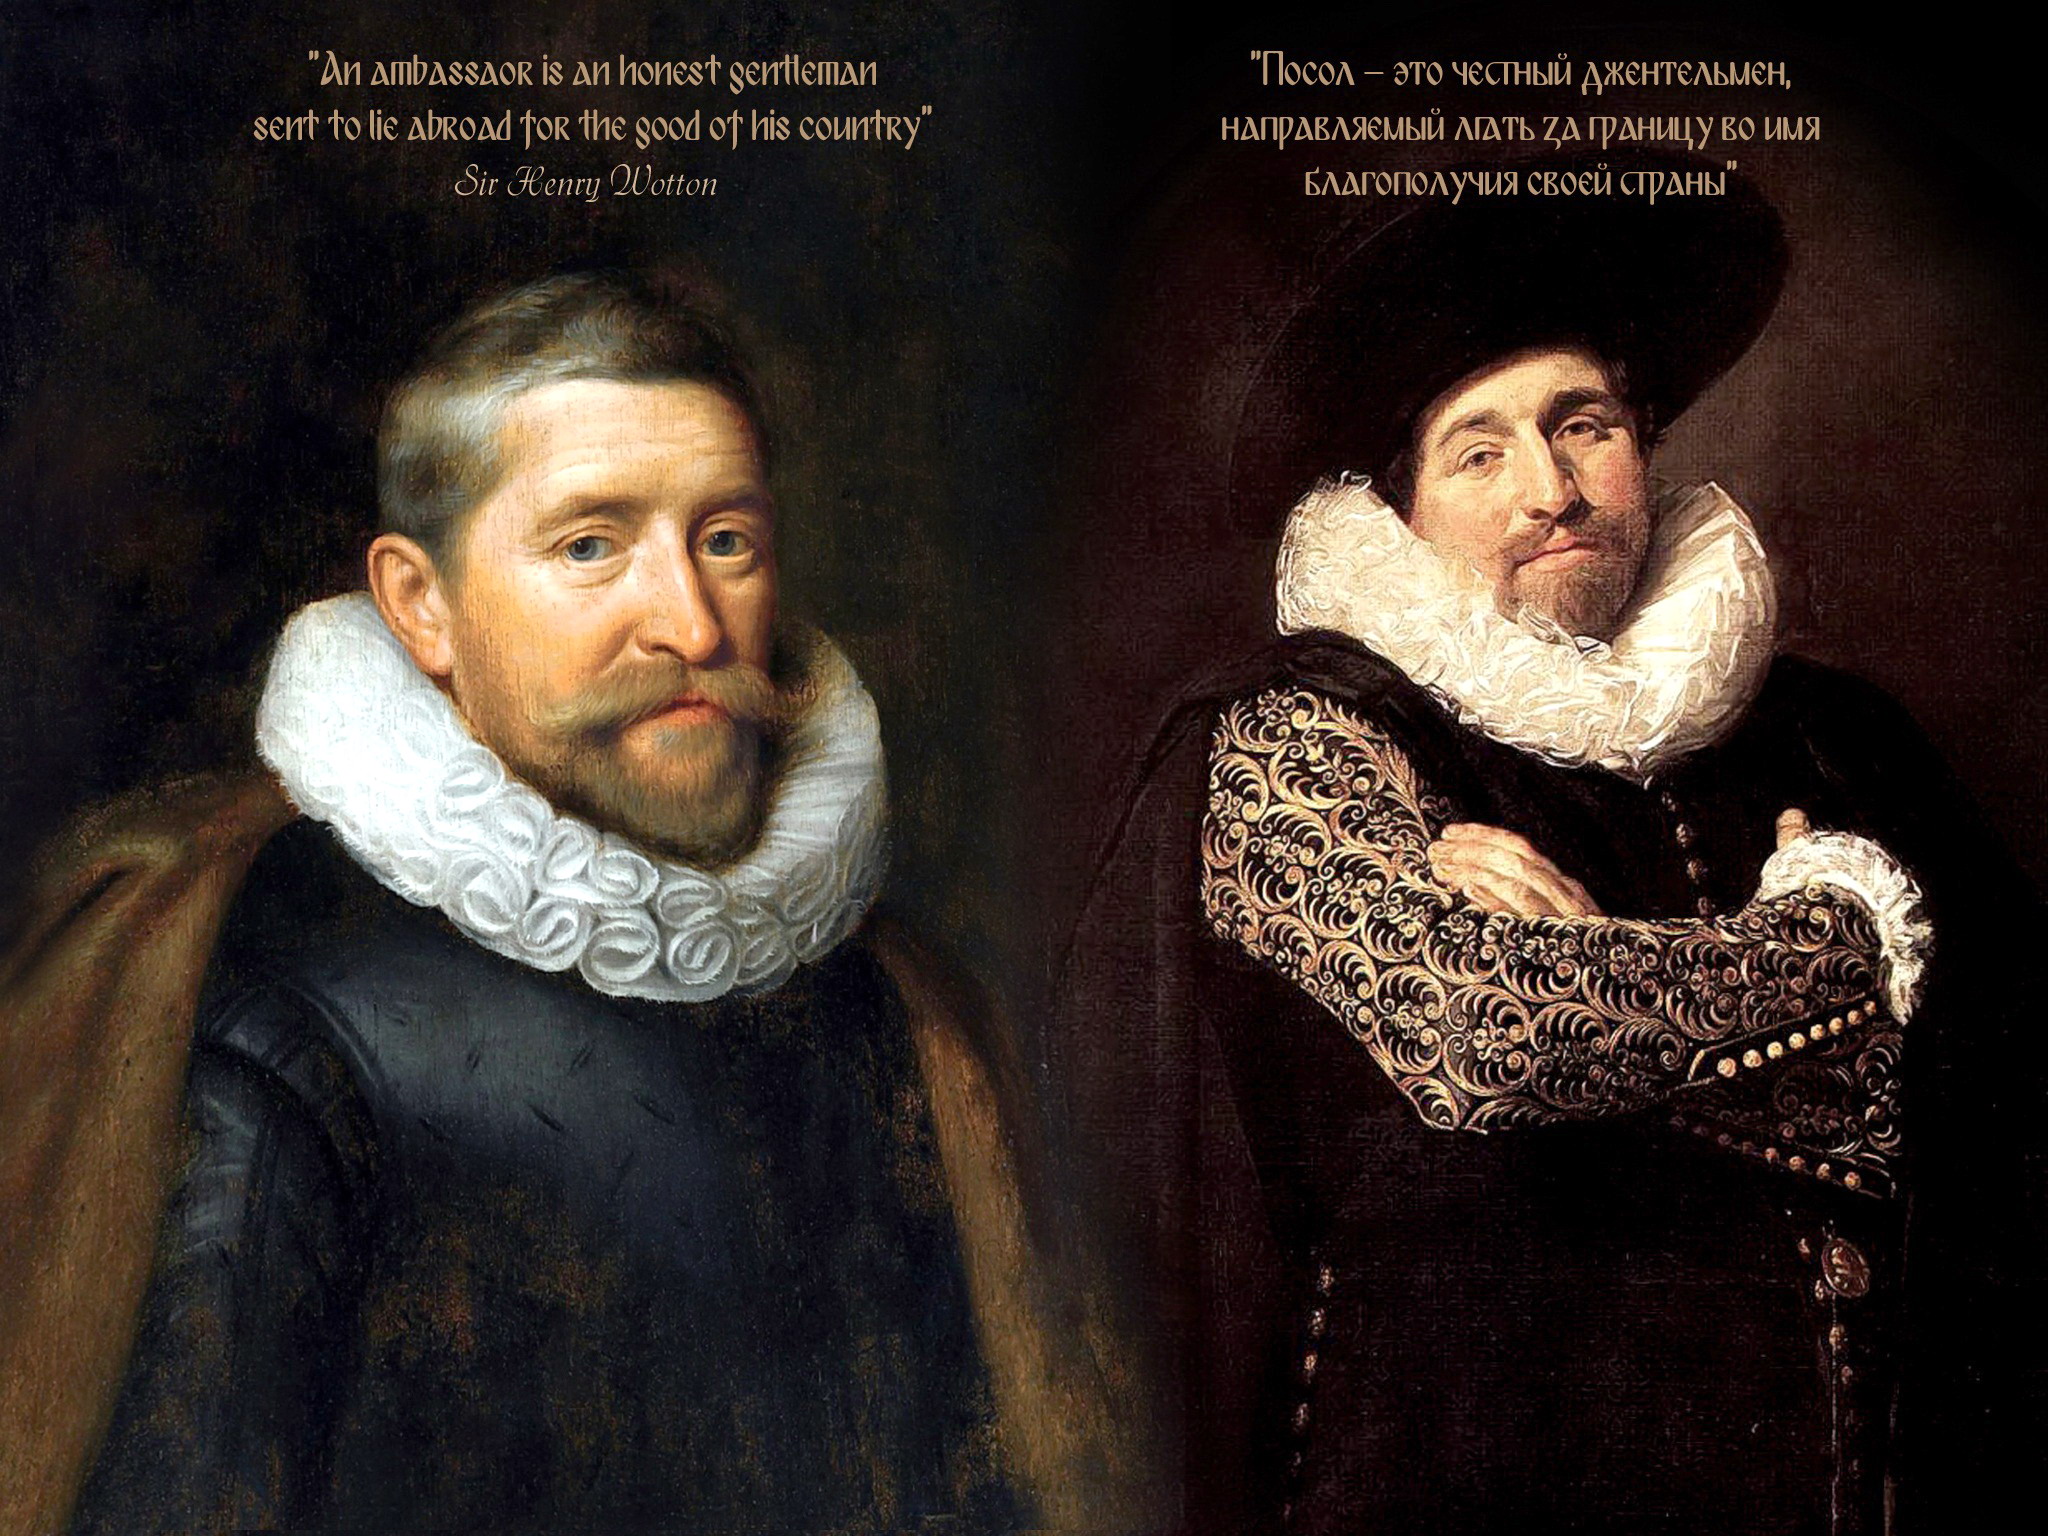 "An ambassaor is an honest gentleman
sent to lie abroad for the good of his country"
Sir Henry Wotton
"Посол – это честный джентельмен,
направляемый лгать за границу во имя
благополучия своей страны"